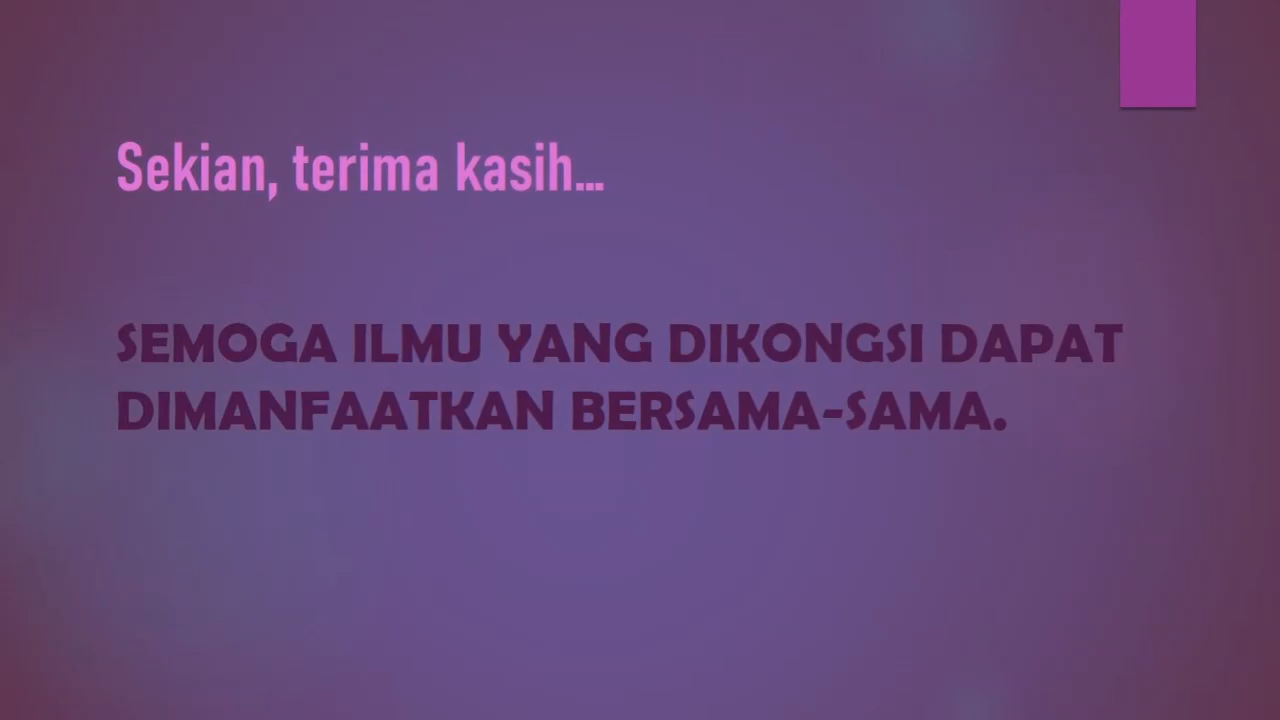 Sekian, terima kasih...
SEMOGA ILMU YANG DIKONGSI DAPAT
DIMANFAATKAN BERSAMA-SAMA.